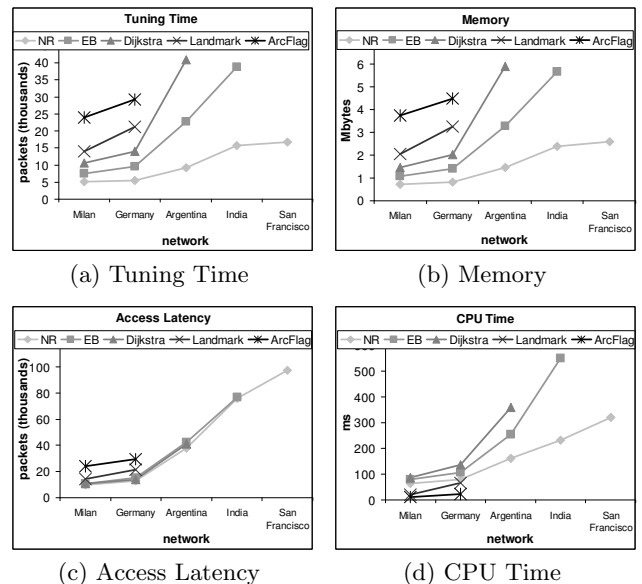 Tuning Time
NR EB Dijkstra Landmark ArcFlag
packets (thousands)
40
35
30
25
20
15
10
5
0
Milan Germany Argentina India San Francisco
network
(a) Tuning Time
Memory
NR EB Dijkstra Landmark ArcFlag
Mbytes
6
5
4
3
2
1
0
Milan Germany Argentina India San Francisco
network
(b) Memory
Access Latency
NR EB Dijkstra Landmark ArcFlag
packets (thousands)
100
80
60
40
20
0
Milan Germany Argentina India San Francisco
network
(c) Access Latency
CPU Time
NR EB Dijkstra Landmark ArcFlag
ms
600
500
400
300
200
100
0
Milan Germany Argentina India San Francisco
network
(d) CPU Time